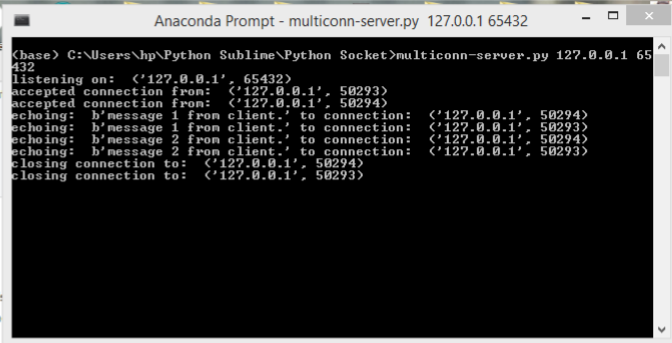 Anaconda Prompt - multiconn-server.py 127.0.0.1 65432
(base) C:\Users\hp\Python Sublime\Python Socket>multiconn-server.py 127.0.0.1 65
432
listening on:  ('127.0.0.1', 65432)
accepted connection from:  ('127.0.0.1', 50293)
accepted connection from:  ('127.0.0.1', 50294)
echoing:  b'message 1 from client.' to connection:  ('127.0.0.1', 50294)
echoing:  b'message 1 from client.' to connection:  ('127.0.0.1', 50293)
echoing:  b'message 2 from client.' to connection:  ('127.0.0.1', 50294)
echoing:  b'message 2 from client.' to connection:  ('127.0.0.1', 50293)
closing connection to:  ('127.0.0.1', 50294)
closing connection to:  ('127.0.0.1', 50293)